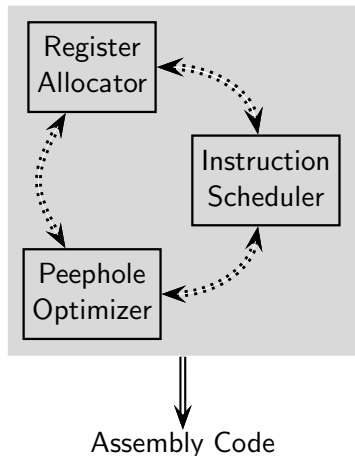 Register
Allocator
Instruction
Scheduler
Peephole
Optimizer
Assembly Code